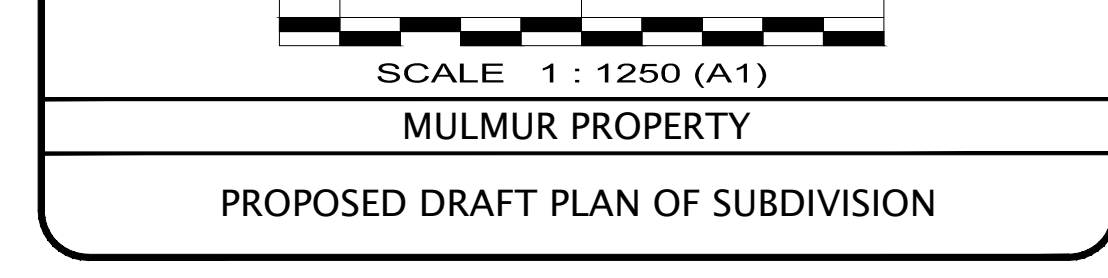 SCALE 1 : 1250 (A1)
MULMUR PROPERTY
PROPOSED DRAFT PLAN OF SUBDIVISION